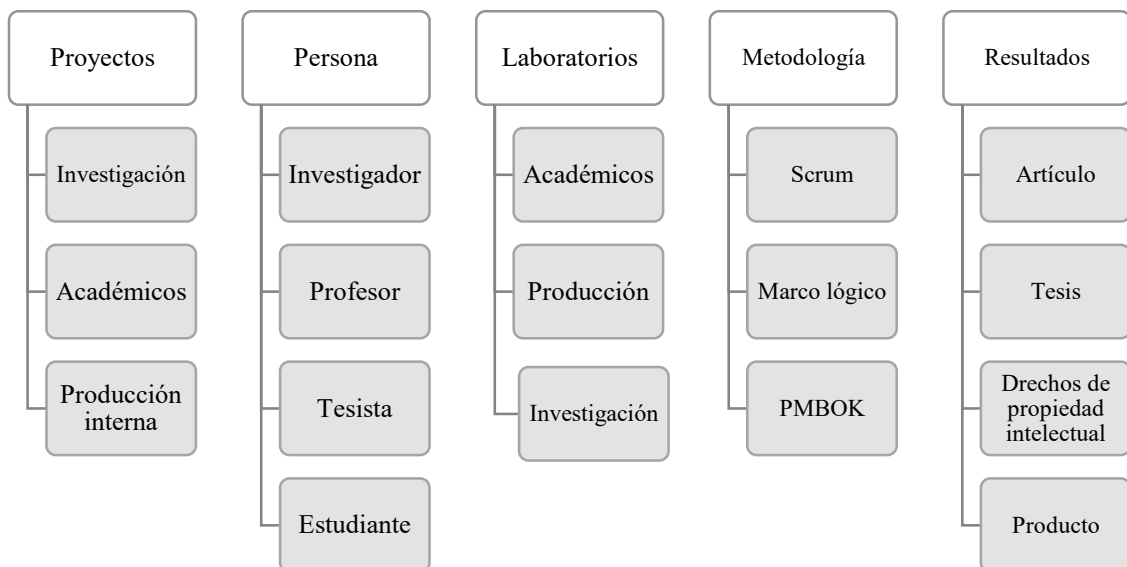 Proyectos
Investigación
Académicos
Producción
interna
Persona
Investigador
Profesor
Tesista
Estudiante
Laboratorios
Académicos
Producción
Investigación
Metodología
Scrum
Marco lógico
PMBOK
Resultados
Artículo
Tesis
Drechos de
propiedad
intelectual
Producto